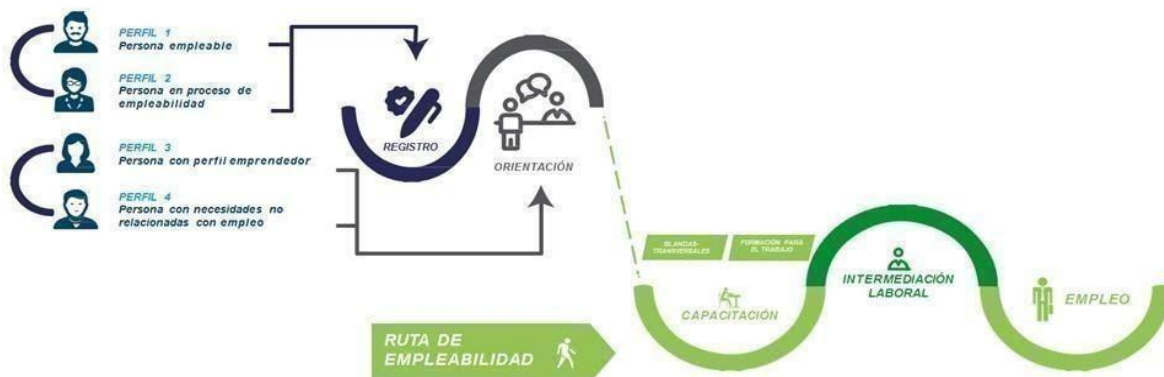 PERFIL 1
Persona empleable
PERFIL 2
Persona en proceso de
empleabilidad
PERFIL 3
Persona con perfil emprendedor
PERFIL 4
Persona con necesidades no
relacionadas con empleo
REGISTRO
ORIENTACIÓN
BLANDAS-
TRANSVERSALES
FORMACIÓN PARA
EL TRABAJO
CAPACITACIÓN
INTERMEDIACIÓN
LABORAL
EMPLEO
RUTA DE
EMPLEABILIDAD